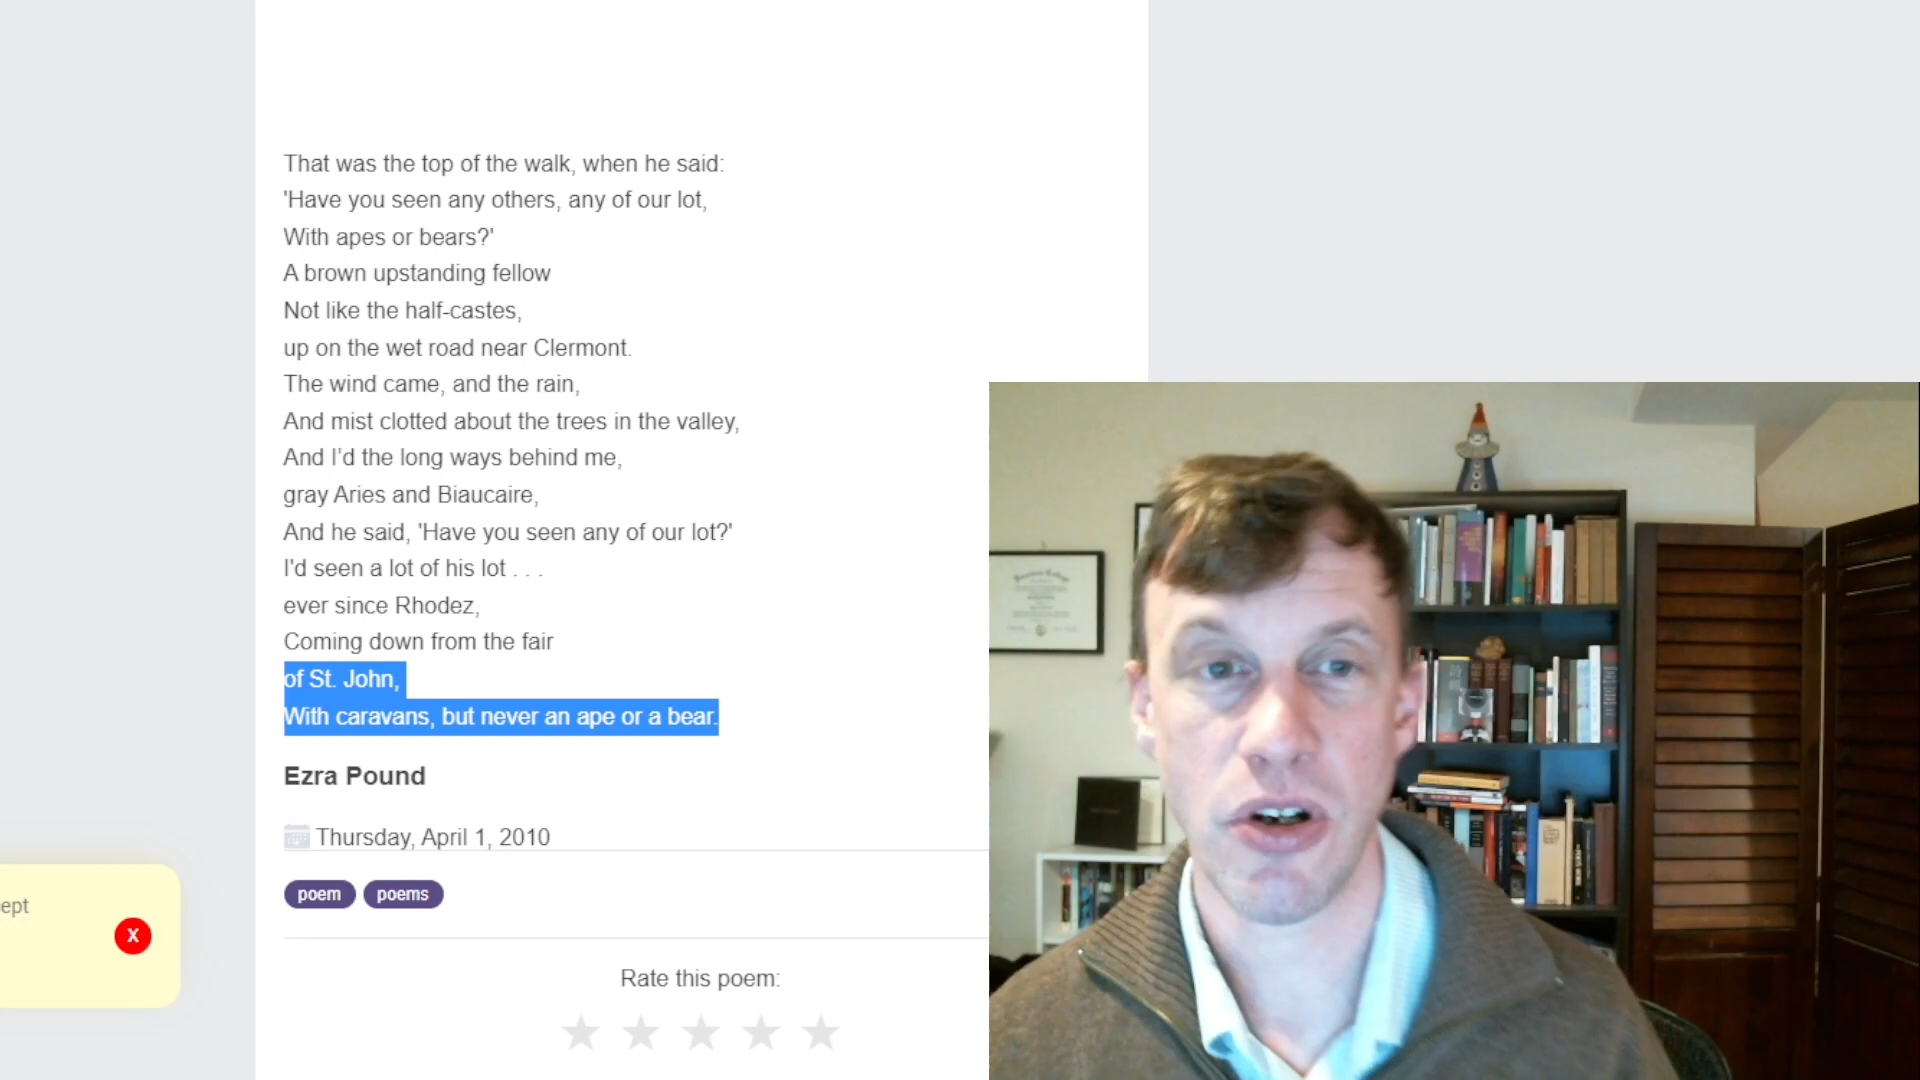 That was the top of the walk, when he said:
'Have you seen any others, any of our lot,
With apes or bears?'
A brown upstanding fellow
Not like the half-castes,
up on the wet road near Clermont.
The wind came, and the rain,
And mist clotted about the trees in the valley,
And I'd the long ways behind me,
gray Aries and Biaucaire,
And he said, 'Have you seen any of our lot?'
I'd seen a lot of his lot . . .
ever since Rhodez,
Coming down from the fair
of St. John,
With caravans, but never an ape or a bear.
Ezra Pound
Thursday, April 1, 2010
poem poems
ept
X
Rate this poem: